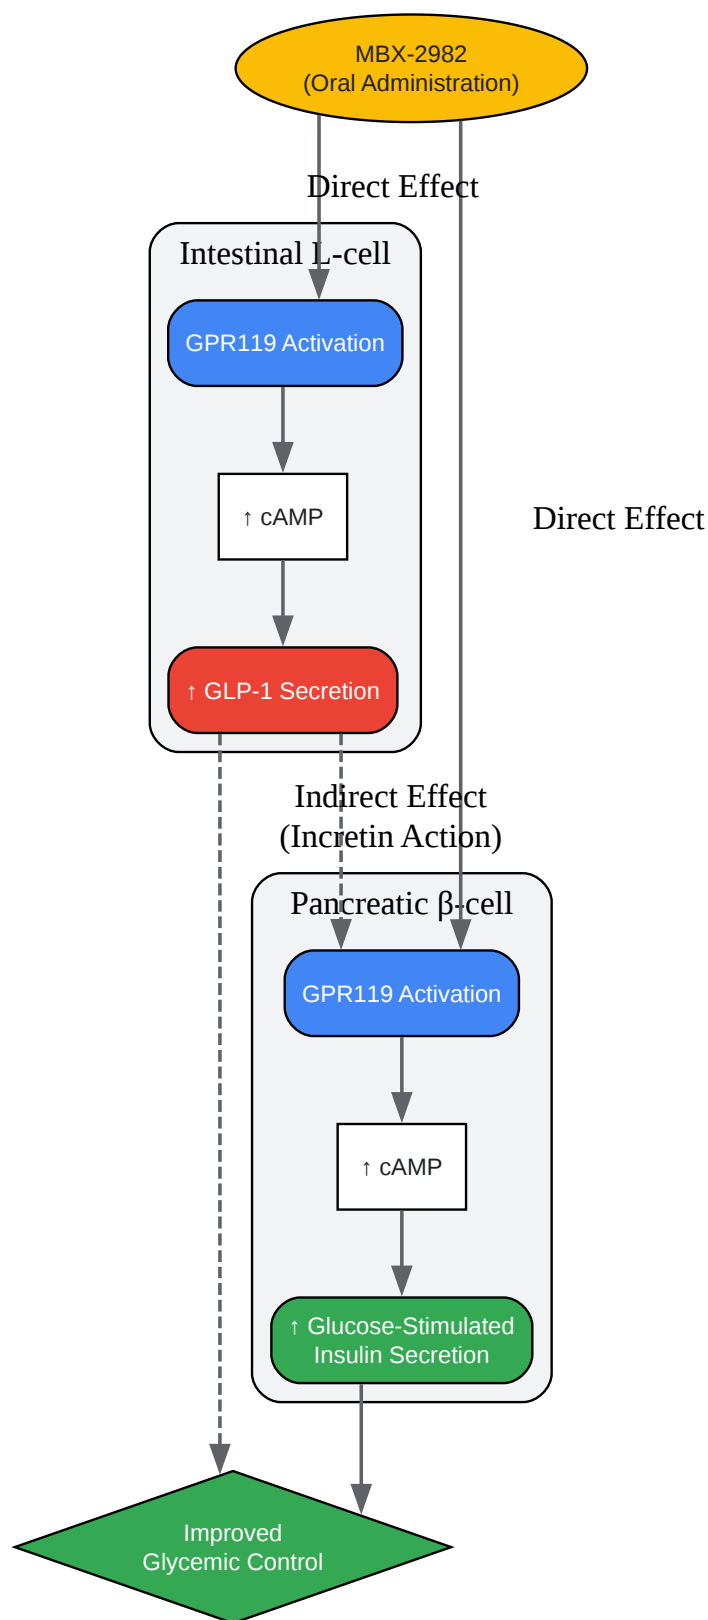 MBX-2982
(Oral Administration)
Direct Effect
Intestinal L-cell
GPR119 Activation
↑ cAMP
Direct Effect
↑ GLP-1 Secretion
Indirect Effect
(Incretin Action)
Pancreatic β-cell
GPR119 Activation
↑ cAMP
↑ Glucose-Stimulated
Insulin Secretion
Improved
Glycemic Control